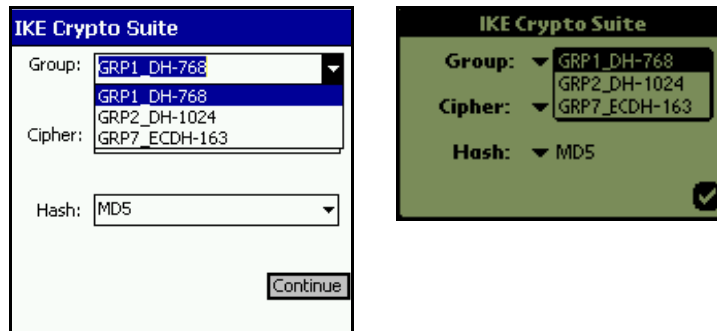 IKE Crypto Suite
Group: GRP1_DH-768
GRP1_DH-768
GRP2_DH-1024
Cipher: GRP7_ECDH-163
Hash: MD5
Continue
IKE Crypto Suite
Group: GRP1_DH-768
GRP2_DH-1024
Cipher: GRP7_ECDH-163
Hash: MD5